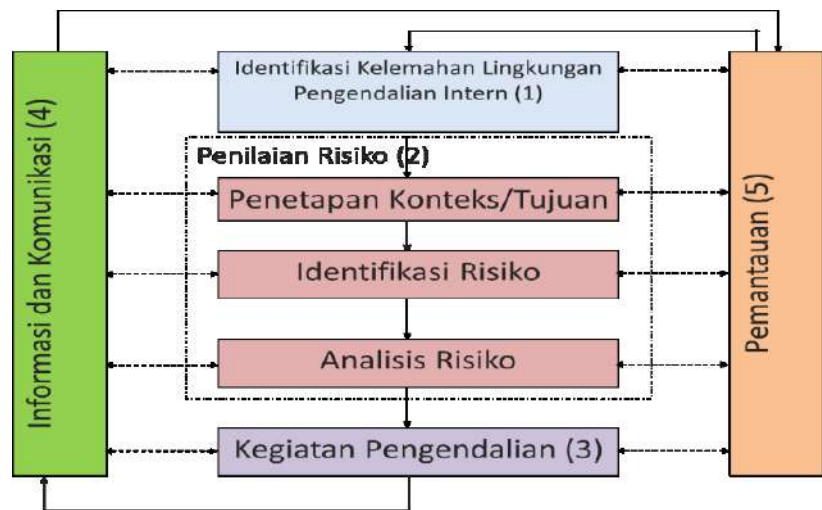 Informasi dan Komunikasi (4)
Identifikasi Kelemahan Lingkungan
Pengendalian Intern (1)
Penilaian Risiko (2)
Penetapan Konteks/Tujuan
Identifikasi Risiko
Analisis Risiko
Kegiatan Pengendalian (3)
Pemantauan (5)